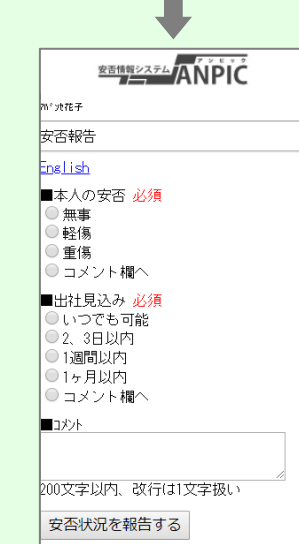 安否情報システム
アンピック
ANPIC
ｱﾝﾋﾟｯｸ花子
安否報告
English
■本人の安否 必須
無事
軽傷
重傷
コメント欄へ
■出社見込み 必須
いつでも可能
2、3日以内
1週間以内
1ヶ月以内
コメント欄へ
■ｺﾒﾝﾄ
200文字以内、改行は1文字扱い
安否状況を報告する